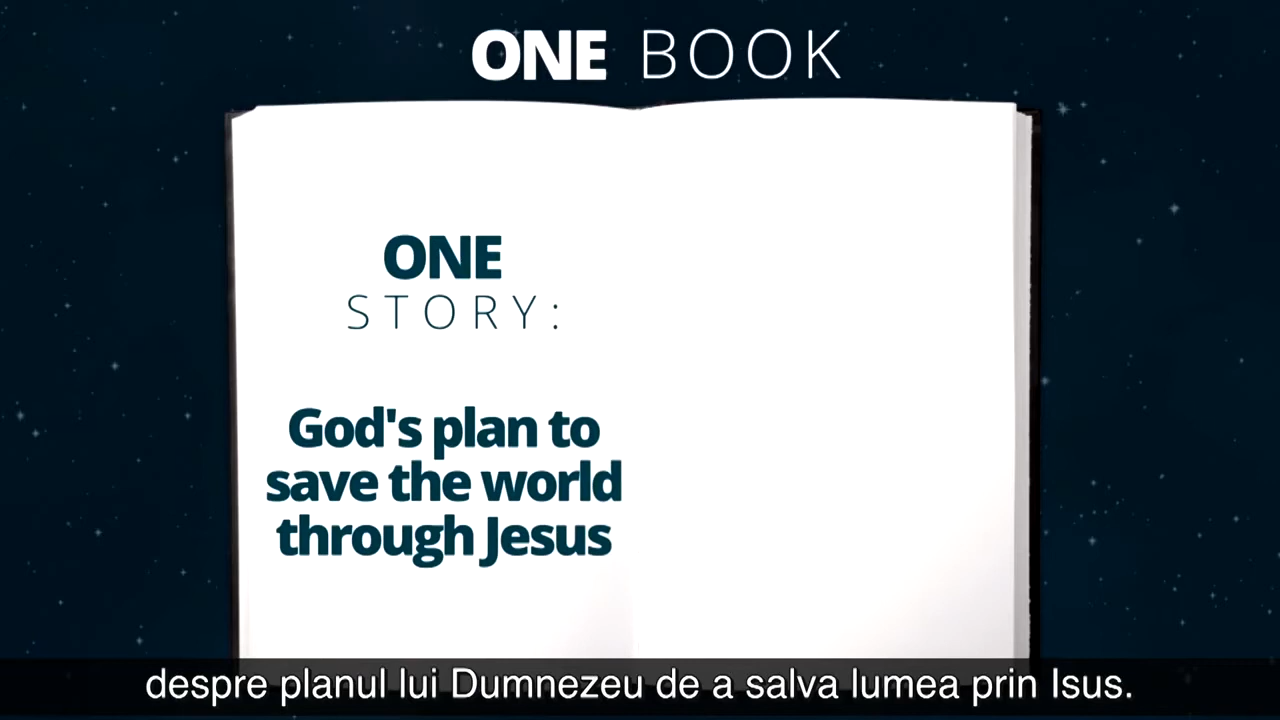 ONE BOOK
ONE
STORY:
God's plan to
save the world
through Jesus
despre planul lui Dumnezeu de a salva lumea prin Isus.